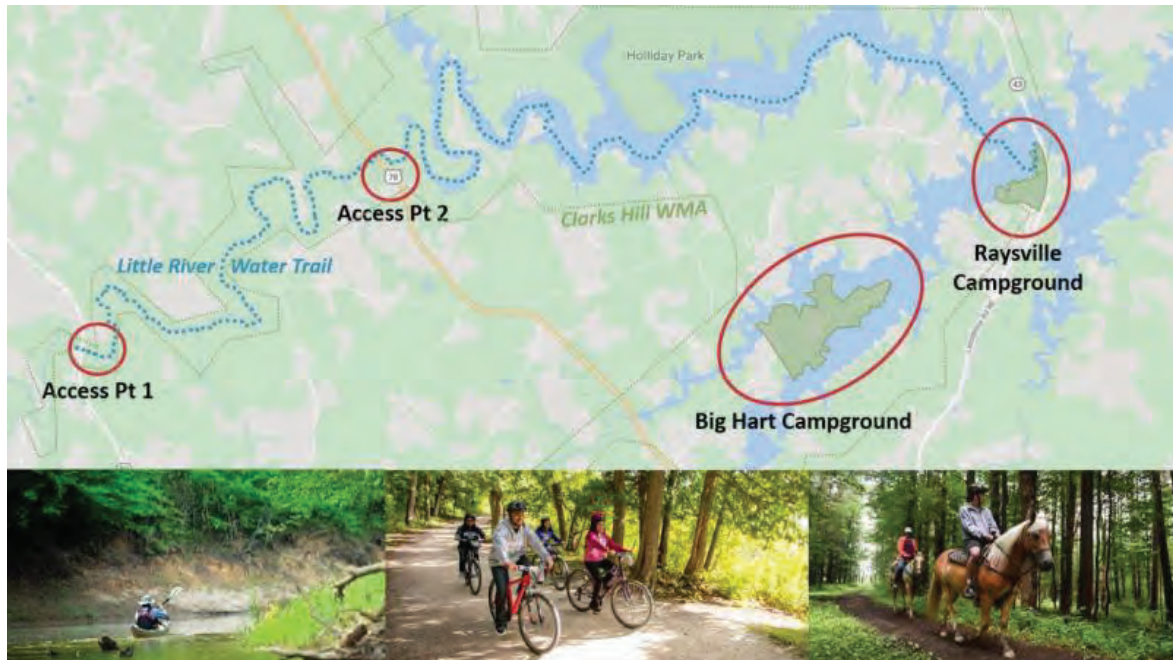 Holliday Park
43
78
Access Pt 2
Clarks Hill WMA
Raysville
Campground
Little River Water Trail
Access Pt 1
Big Hart Campground